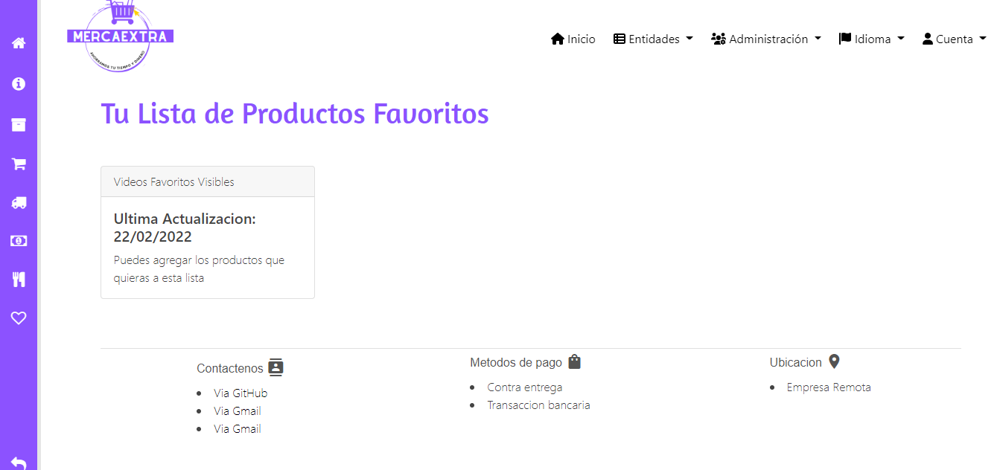 MERCAEXTRA
AHORRAMOS TU TIEMPO Y DINERO
Inicio
Entidades
Administración
Idioma
Cuenta
Tu Lista de Productos Favoritos
Videos Favoritos Visibles
Ultima Actualizacion:
22/02/2022
Puedes agregar los productos que
quieras a esta lista
Contactenos
Via GitHub
Via Gmail
Via Gmail
Metodos de pago
Contra entrega
Transaccion bancaria
Ubicacion
Empresa Remota